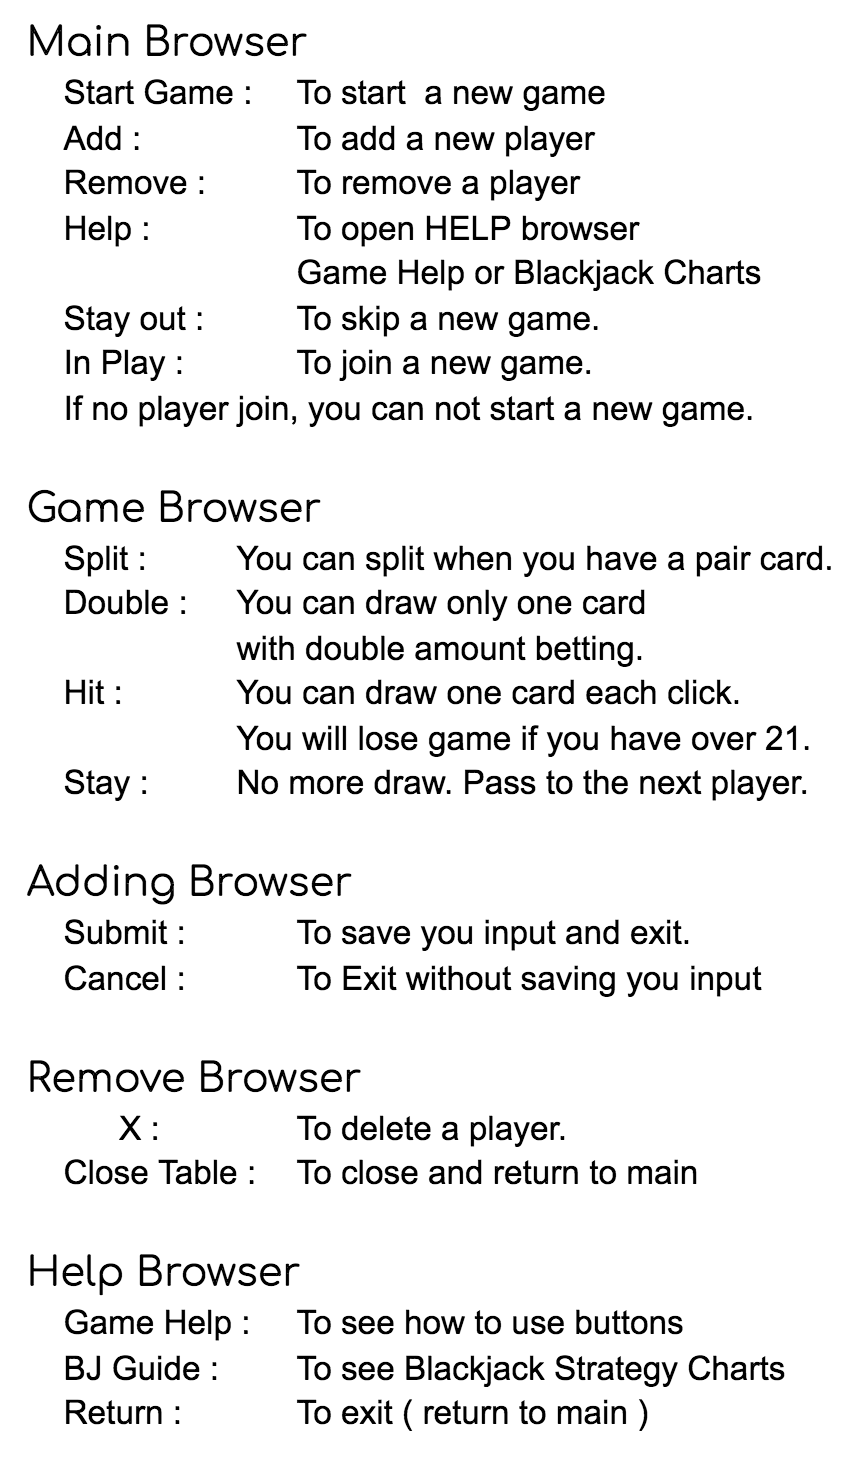 Main Browser
Start Game : To start a new game
Add : To add a new player
Remove : To remove a player
Help : To open HELP browser
Game Help or Blackjack Charts
Stay out : To skip a new game.
In Play : To join a new game.
If no player join, you can not start a new game.
Game Browser
Split : You can split when you have a pair card.
Double : You can draw only one card
with double amount betting.
Hit : You can draw one card each click.
You will lose game if you have over 21.
Stay : No more draw. Pass to the next player.
Adding Browser
Submit : To save you input and exit.
Cancel : To Exit without saving you input
Remove Browser
X : To delete a player.
Close Table : To close and return to main
Help Browser
Game Help : To see how to use buttons
BJ Guide : To see Blackjack Strategy Charts
Return : To exit ( return to main )